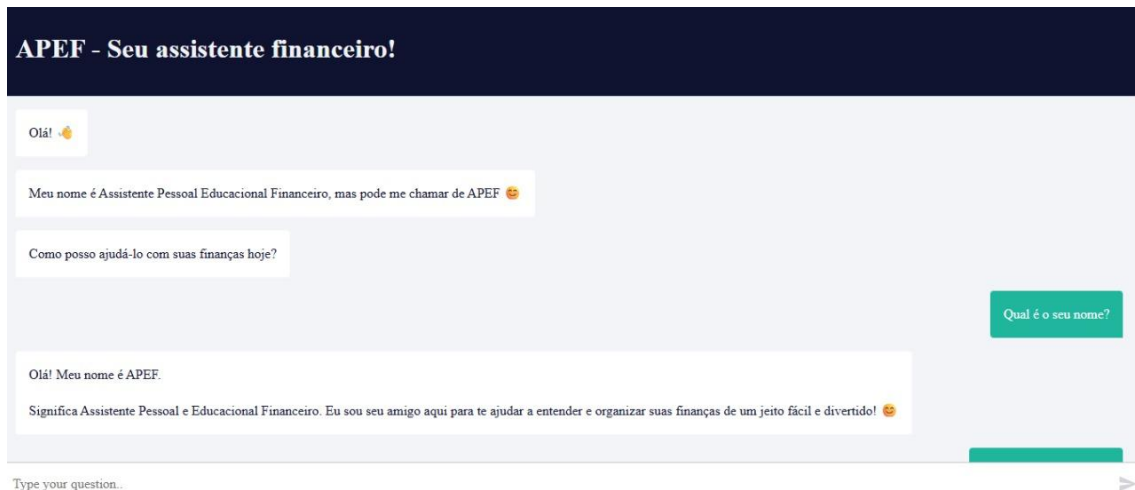 APEF - Seu assistente financeiro!
Olá! 👋
Meu nome é Assistente Pessoal Educacional Financeiro, mas pode me chamar de APEF 😊
Como posso ajudá-lo com suas finanças hoje?
Qual é o seu nome?
Olá! Meu nome é APEF.
Significa Assistente Pessoal e Educacional Financeiro. Eu sou seu amigo aqui para te ajudar a entender e organizar suas finanças de um jeito fácil e divertido! 😊
Type your question..